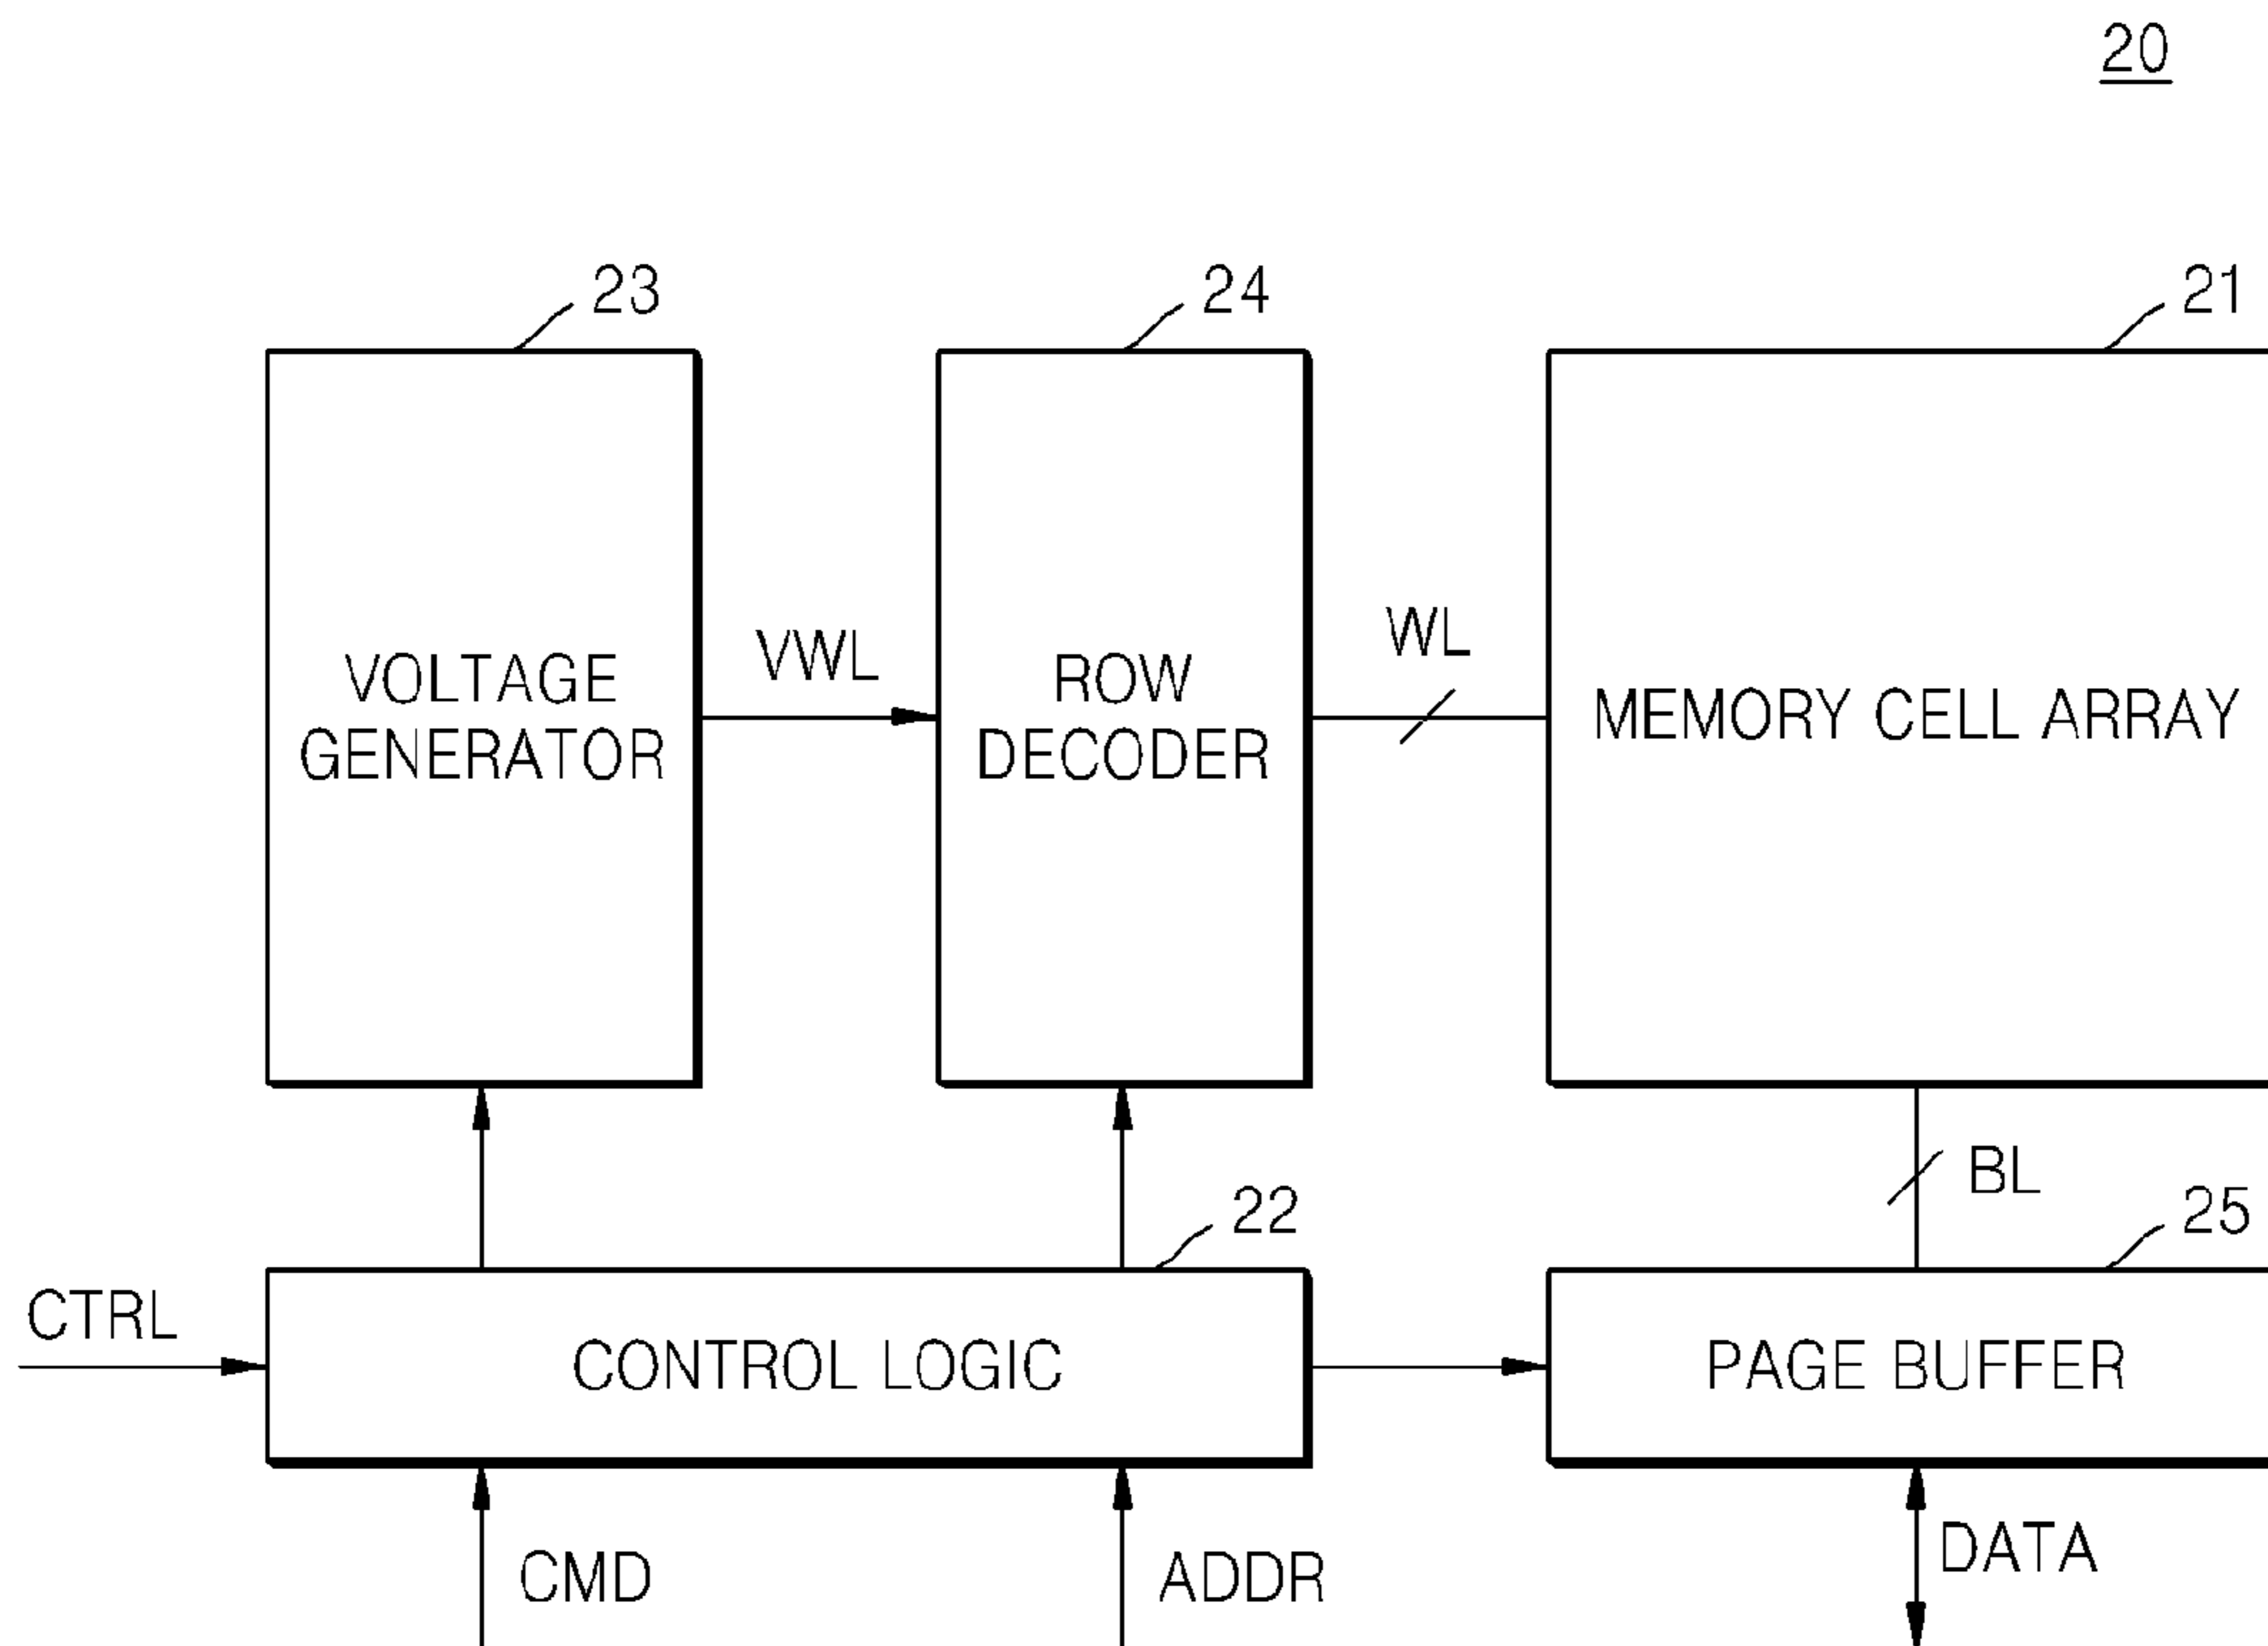 20
23
24
21
VWL
WL
VOLTAGE
GENERATOR
ROW
DECODER
MEMORY CELL ARRAY
BL
22
25
CTRL
CONTROL LOGIC
PAGE BUFFER
CMD
ADDR
DATA